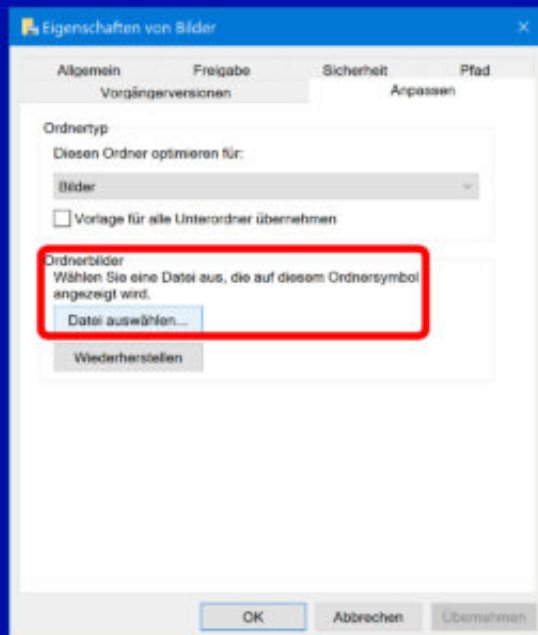 Eigenschaften von Bilder
Allgemein Freigabe Sicherheit Pfad
Vorgängerversionen Anpassen
Ordnertyp
Diesen Ordner optimieren für:
Bilder
Vorlage für alle Unterordner übernehmen
Ordnerbilder
Wählen Sie eine Datei aus, die auf diesem Ordnersymbol
angezeigt wird.
Datei auswählen...
Wiederherstellen
OK Abbrechen Übernehmen